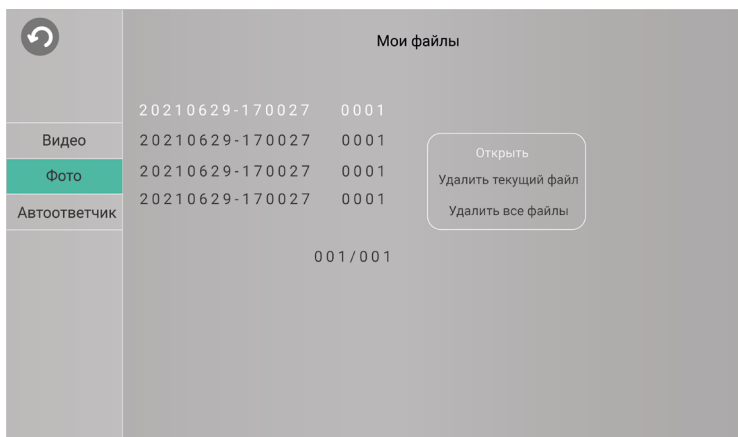 Мои файлы
20210629-170027 0001
Видео
20210629-170027 0001
Фото
20210629-170027 0001
Автоответчик
20210629-170027 0001
Открыть
Удалить текущий файл
Удалить все файлы
001/001